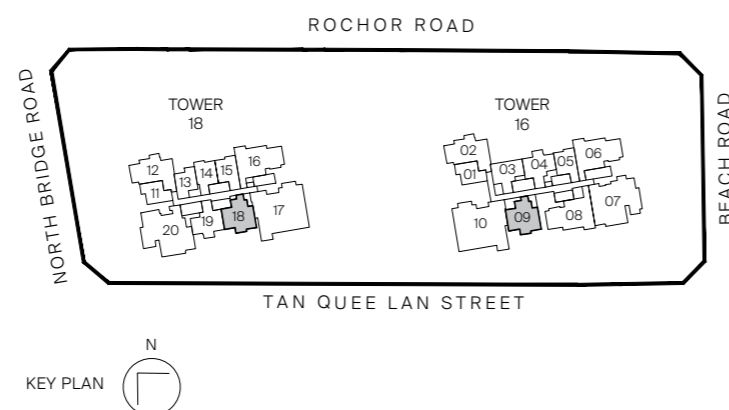 ROCHOR ROAD
NORTH BRIDGE ROAD
TOWER
18
12
11
13
14
15
16
17
18
19
20
TOWER
16
02
01
03
04
05
06
07
08
09
10
BEACH ROAD
TAN QUEE LAN STREET
N
KEY PLAN